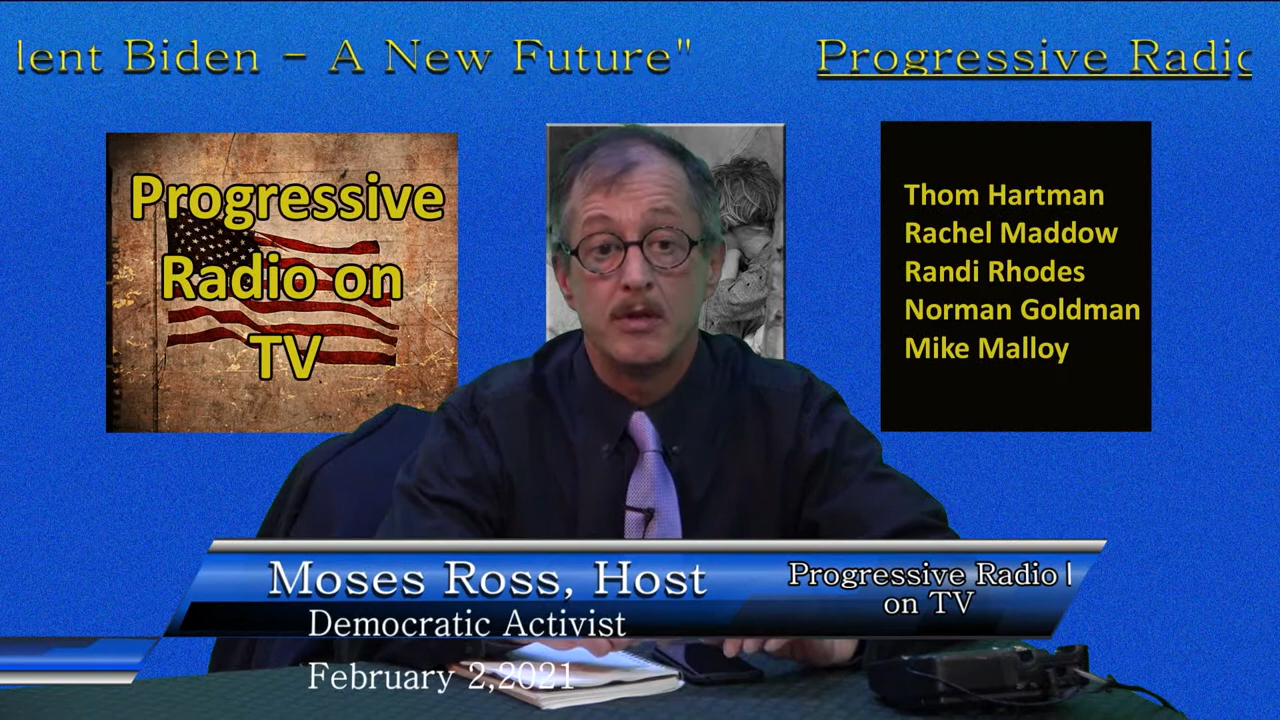 lent Biden – A New Future"
Progressive Radic
Progressive
Radio on
TV
Thom Hartman
Rachel Maddow
Randi Rhodes
Norman Goldman
Mike Malloy
Moses Ross, Host
Democratic Activist
February 2,2021
Progressive Radio
on TV